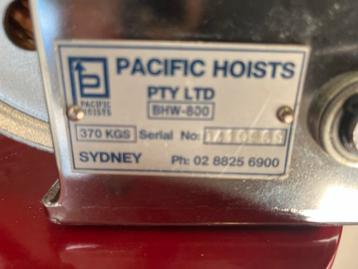 PACIFIC HOISTS
PTY LTD
BHW-800
PACIFIC
HOISTS
370 KGS Serial No:
SYDNEY Ph: 02 8825 6900